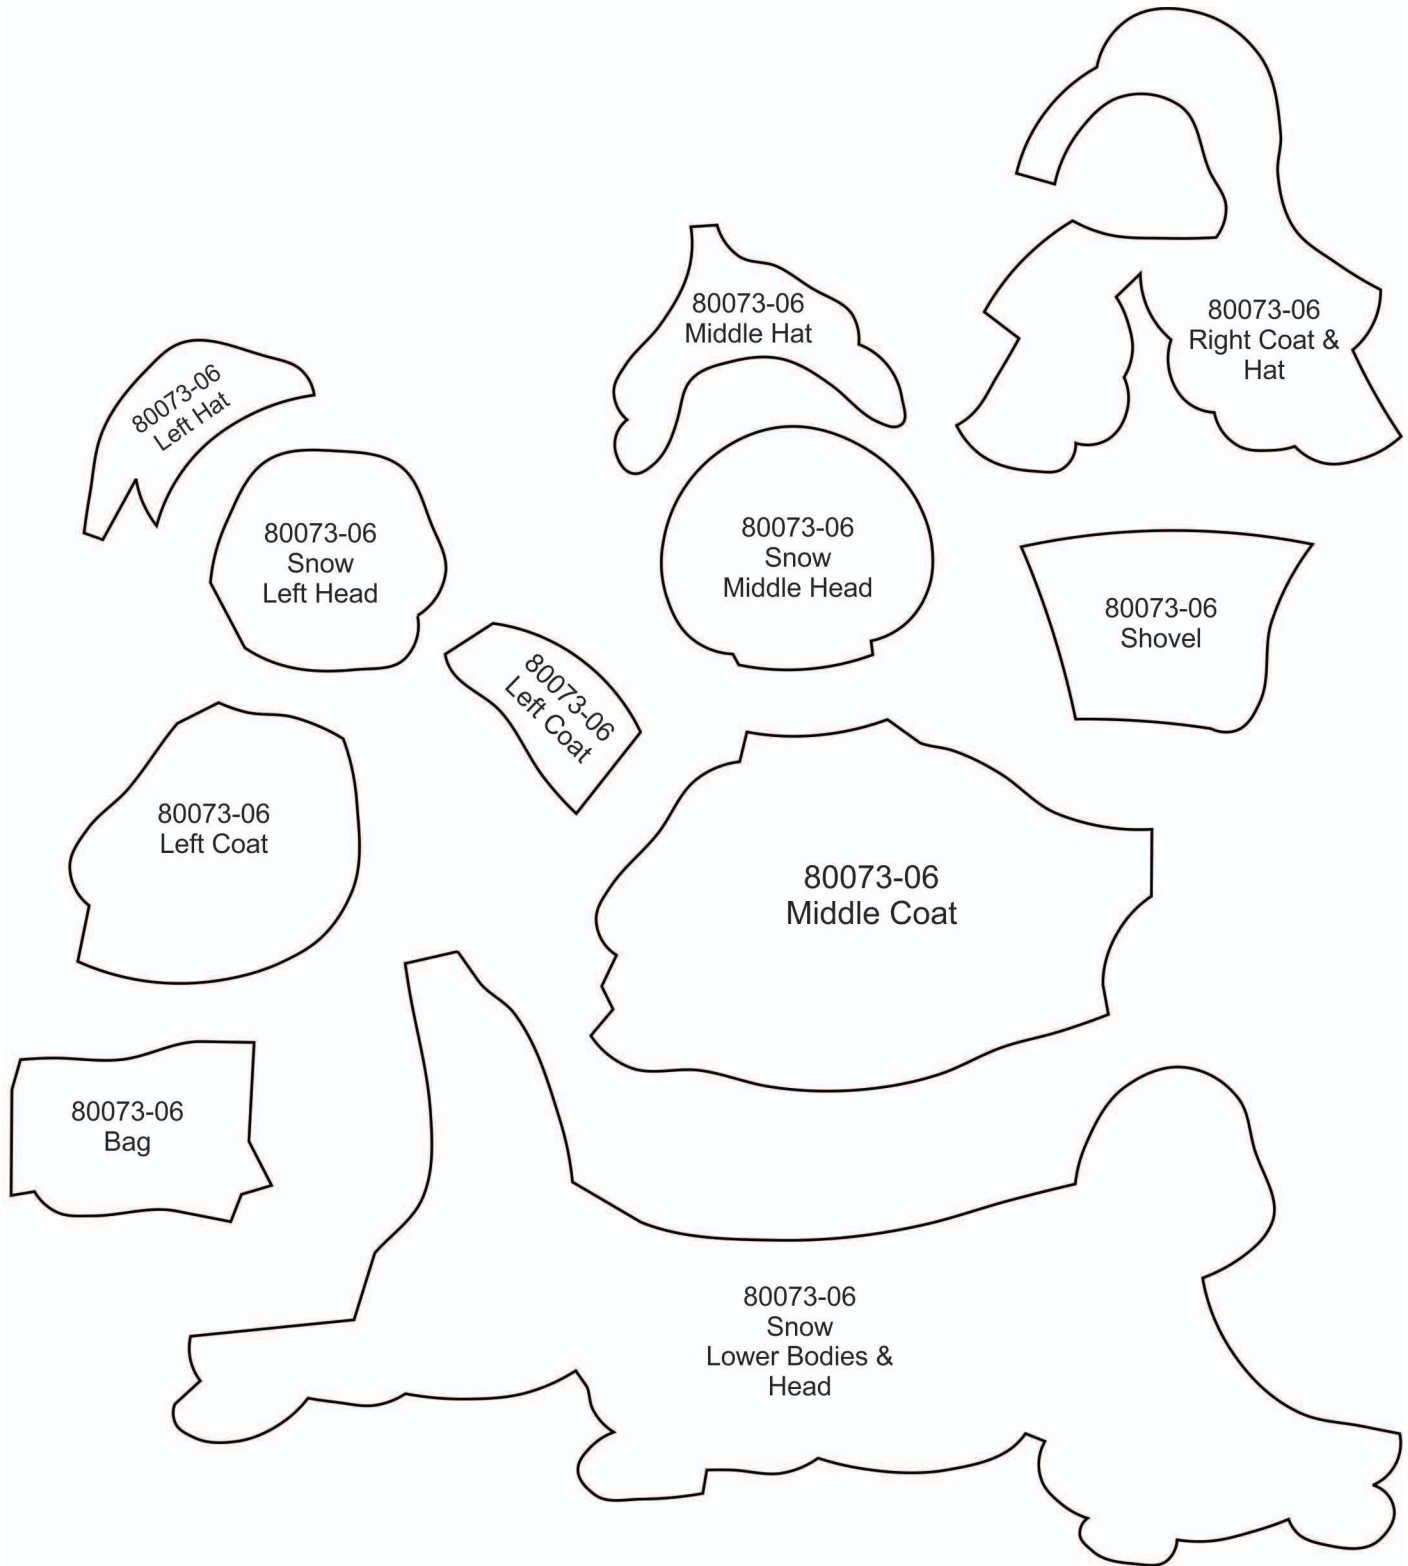 80073-06
Right Coat &
Hat
80073-06
Middle Hat
80073-06
Left Hat
80073-06
Snow
Left Head
80073-06
Snow
Middle Head
80073-06
Shovel
80073-06
Left Coat
80073-06
Left Coat
80073-06
Middle Coat
80073-06
Bag
80073-06
Snow
Lower Bodies &
Head